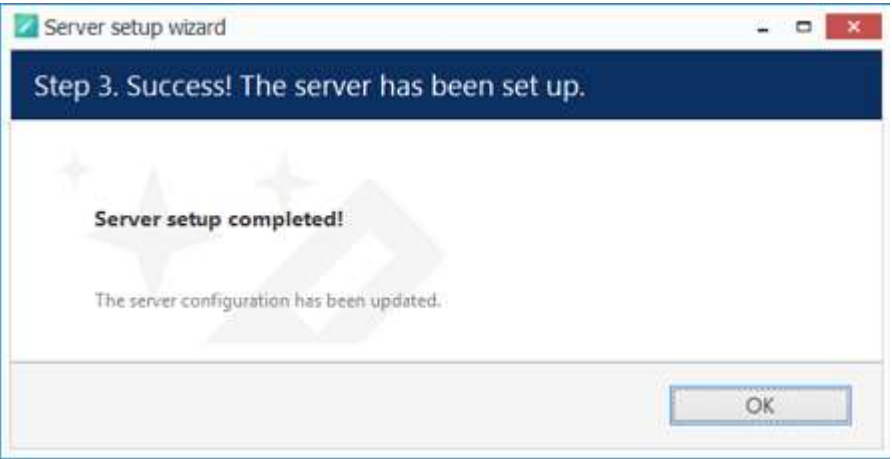 Server setup wizard
Step 3. Success! The server has been set up.
Server setup completed!
The server configuration has been updated.
OK